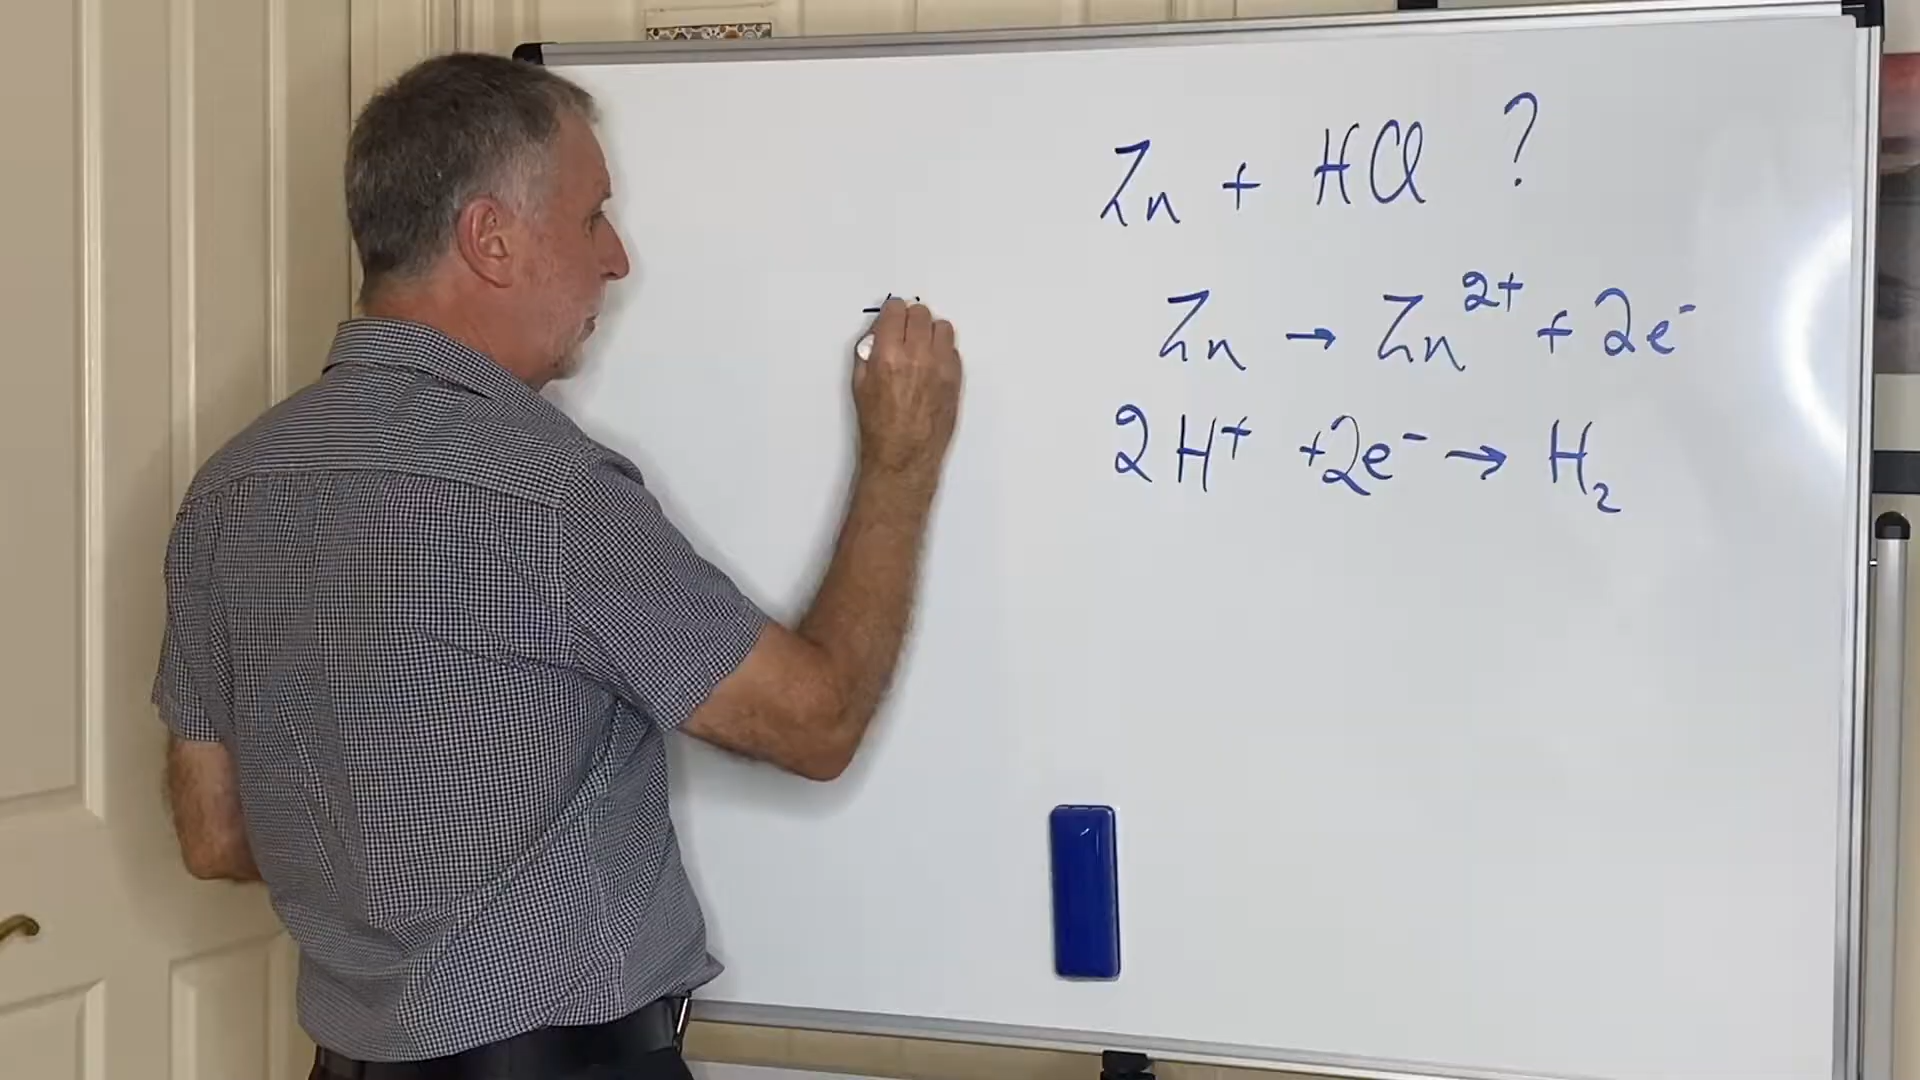 Zn + HCl ?
Zn → Zn²⁺ + 2e⁻
2H⁺ +2e⁻ → H₂